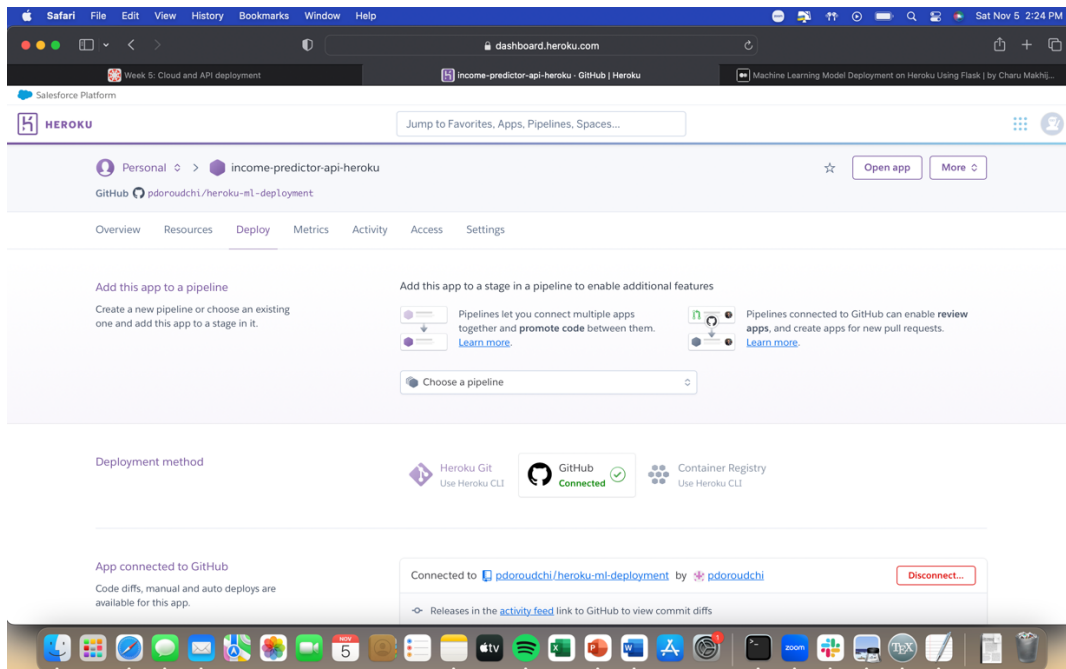 Safari File Edit View History Bookmarks Window Help Sat Nov 5 2:24 PM
dashboard.heroku.com
Week 5: Cloud and API deployment
income-predictor-api-heroku · GitHub | Heroku
Machine Learning Model Deployment on Heroku Using Flask | by Charu Makhij...
Salesforce Platform
HEROKU
Jump to Favorites, Apps, Pipelines, Spaces...
Personal > income-predictor-api-heroku
Open app
More
GitHub pdoroudchi/heroku-ml-deployment
Overview Resources Deploy Metrics Activity Access Settings
Add this app to a pipeline
Create a new pipeline or choose an existing
one and add this app to a stage in it.
Add this app to a stage in a pipeline to enable additional features
Pipelines let you connect multiple apps
together and promote code between them.
Learn more.
Pipelines connected to GitHub can enable review
apps, and create apps for new pull requests.
Learn more.
Choose a pipeline
Deployment method
Heroku Git
Use Heroku CLI
GitHub
Connected
Container Registry
Use Heroku CLI
App connected to GitHub
Code diffs, manual and auto deploys are
available for this app.
Connected to pdoroudchi/heroku-ml-deployment by pdoroudchi
Disconnect...
Releases in the activity feed link to GitHub to view commit diffs
NOV
5
tv
X
P
W
1
zoom
TEX